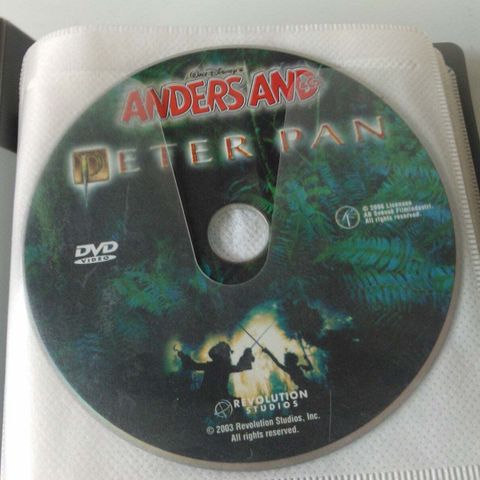 Walt Disney's
ANDERS AND
PETER PAN
© 2006 Licensee
AB Svensk Filmindustri.
All rights reserved.
DVD
VIDEO
REVOLUTION
STUDIOS
© 2003 Revolution Studios, Inc.
All rights reserved.